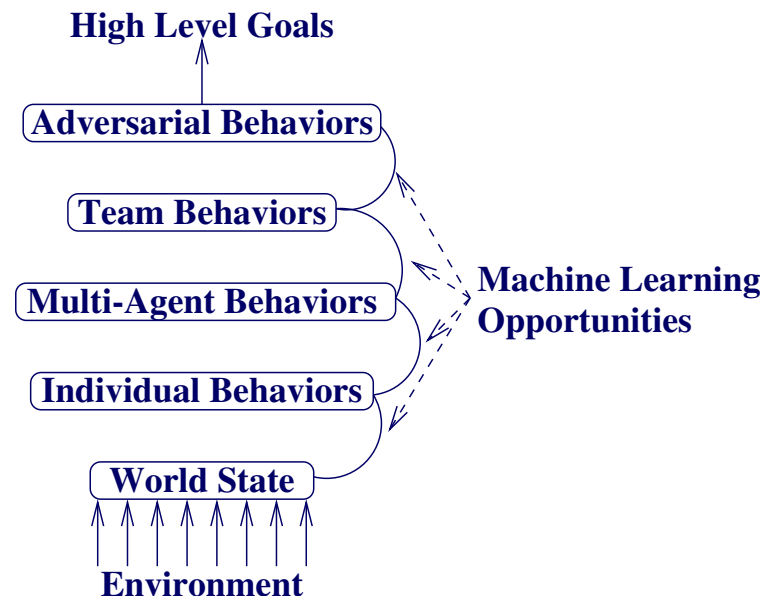 High Level Goals
Adversarial Behaviors
Team Behaviors
Multi-Agent Behaviors
Machine Learning
Opportunities
Individual Behaviors
World State
Environment